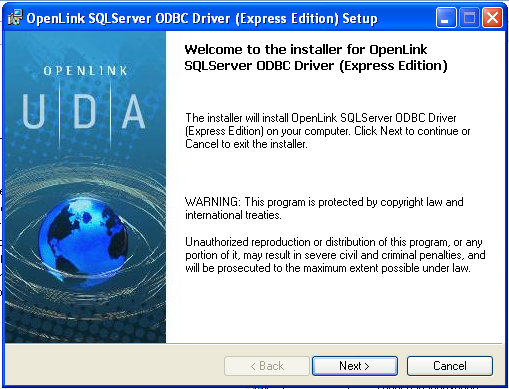 OpenLink SQLServer ODBC Driver (Express Edition) Setup
OPENLINK
UDA
Welcome to the installer for OpenLink
SQLServer ODBC Driver (Express Edition)
The installer will install OpenLink SQLServer ODBC Driver
(Express Edition) on your computer. Click Next to continue or
Cancel to exit the installer.
WARNING: This program is protected by copyright law and
international treaties.
Unauthorized reproduction or distribution of this program, or any
portion of it, may result in severe civil and criminal penalties, and
will be prosecuted to the maximum extent possible under law.
< Back
Next >
Cancel